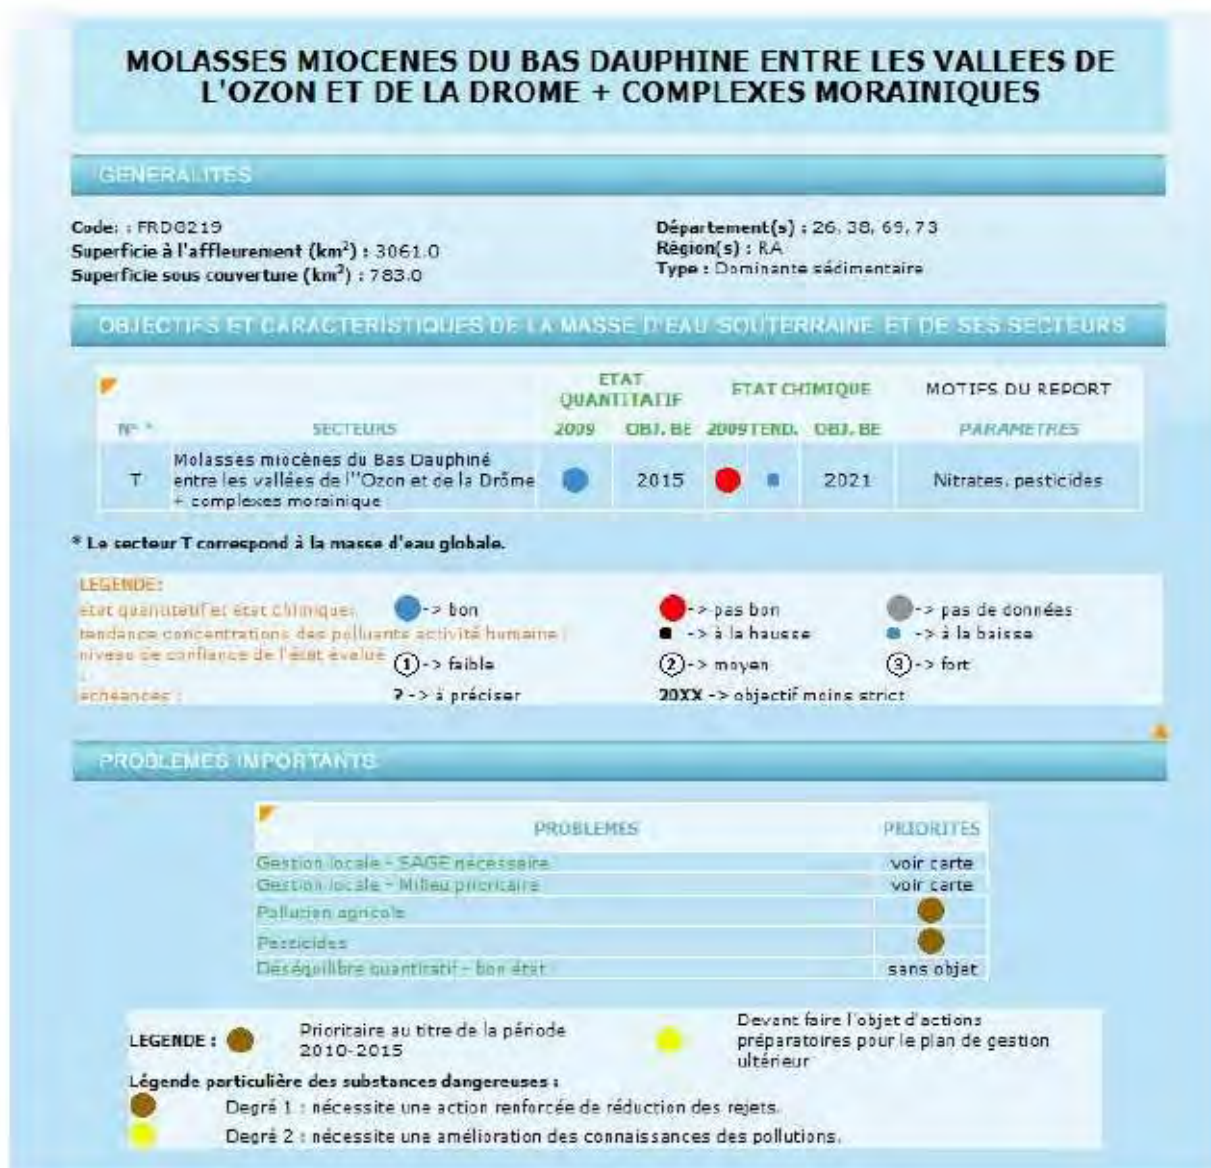 MOLASSES MIOCENES DU BAS DAUPHINE ENTRE LES VALLEES DE
L'OZON ET DE LA DROME + COMPLEXES MORAINIQUES
GENERALITES
Code: : FRDG219
Superficie à l'affleurement (km²) : 3061.0
Superficie sous couverture (km²) : 783.0
Département(s) : 26, 38, 69, 73
Région(s) : RA
Type : Dominante sédimentaire
OBJECTIFS ET CARACTERISTIQUES DE LA MASSE D'EAU SOUTERRAINE ET DE SES SECTEURS
ETAT QUANTITATIF ETAT CHIMIQUE MOTIFS DU REPORT
N° * SECTEURS 2009 OBJ. BE 2009 TEND. OBJ. BE PARAMETRES
Molasses miocènes du Bas Dauphiné
T entre les vallées de l''Ozon et de la Drôme 2015 2021 Nitrates, pesticides
+ complexes morainique
* Le secteur T correspond à la masse d'eau globale.
LEGENDE:
état quantitatif et état chimique: -> bon -> pas bon -> pas de données
tendance concentrations des polluants activité humaine : -> à la hausse -> à la baisse
niveau de confiance de l'état évalué
: 1 -> faible 2 -> moyen 3 -> fort
échéances : ? -> à préciser 20XX -> objectif moins strict
PROBLEMES IMPORTANTS
PROBLEMES PRIORITES
Gestion locale - SAGE nécessaire voir carte
Gestion locale - Milieu prioritaire voir carte
Pollution agricole
Pesticides
Déséquilibre quantitatif - bon état sans objet
LEGENDE : Prioritaire au titre de la période
2010-2015
Devant faire l'objet d'actions
préparatoires pour le plan de gestion
ultérieur
Légende particulière des substances dangereuses :
Degré 1 : nécessite une action renforcée de réduction des rejets.
Degré 2 : nécessite une amélioration des connaissances des pollutions.